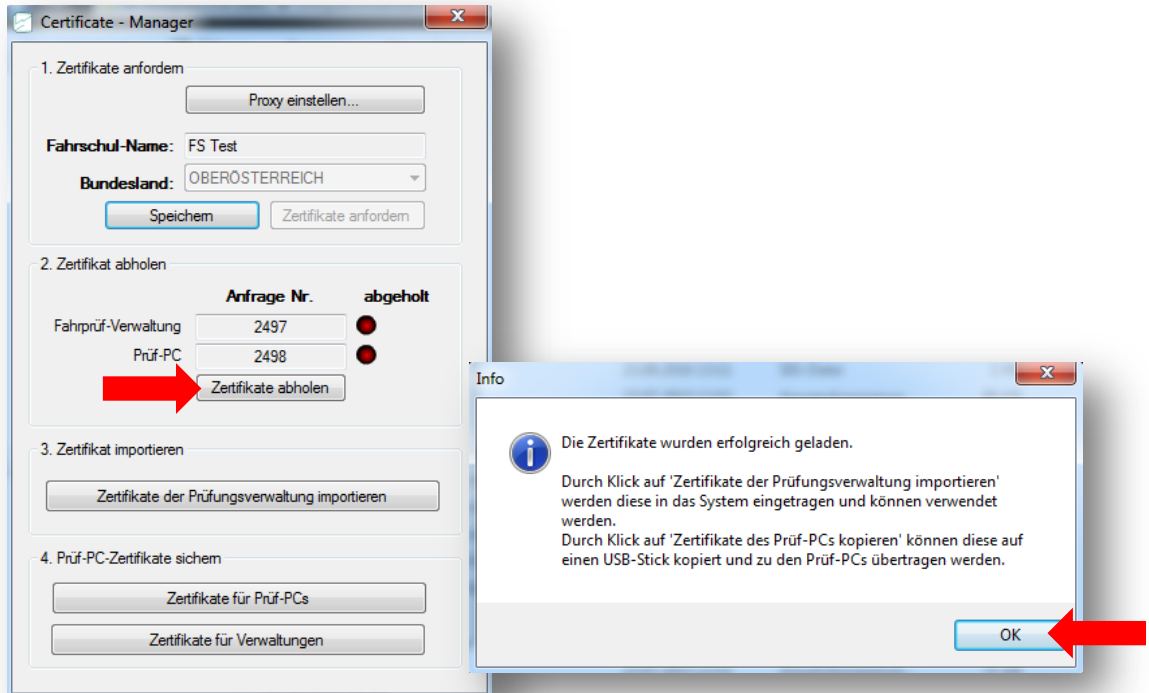 Certificate - Manager
1. Zertifikate anfordern
Proxy einstellen...
Fahrschul-Name: FS Test
Bundesland: OBERÖSTERREICH
Speichern Zertifikate anfordern
2. Zertifikat abholen
Anfrage Nr. abgeholt
Fahrprüf-Verwaltung 2497
Prüf-PC 2498
Zertifikate abholen
3. Zertifikat importieren
Zertifikate der Prüfungsverwaltung importieren
4. Prüf-PC-Zertifikate sichern
Zertifikate für Prüf-PCs
Zertifikate für Verwaltungen
Info
Die Zertifikate wurden erfolgreich geladen.
Durch Klick auf 'Zertifikate der Prüfungsverwaltung importieren'
werden diese in das System eingetragen und können verwendet
werden.
Durch Klick auf 'Zertifikate des Prüf-PCs kopieren' können diese auf
einen USB-Stick kopiert und zu den Prüf-PCs übertragen werden.
OK